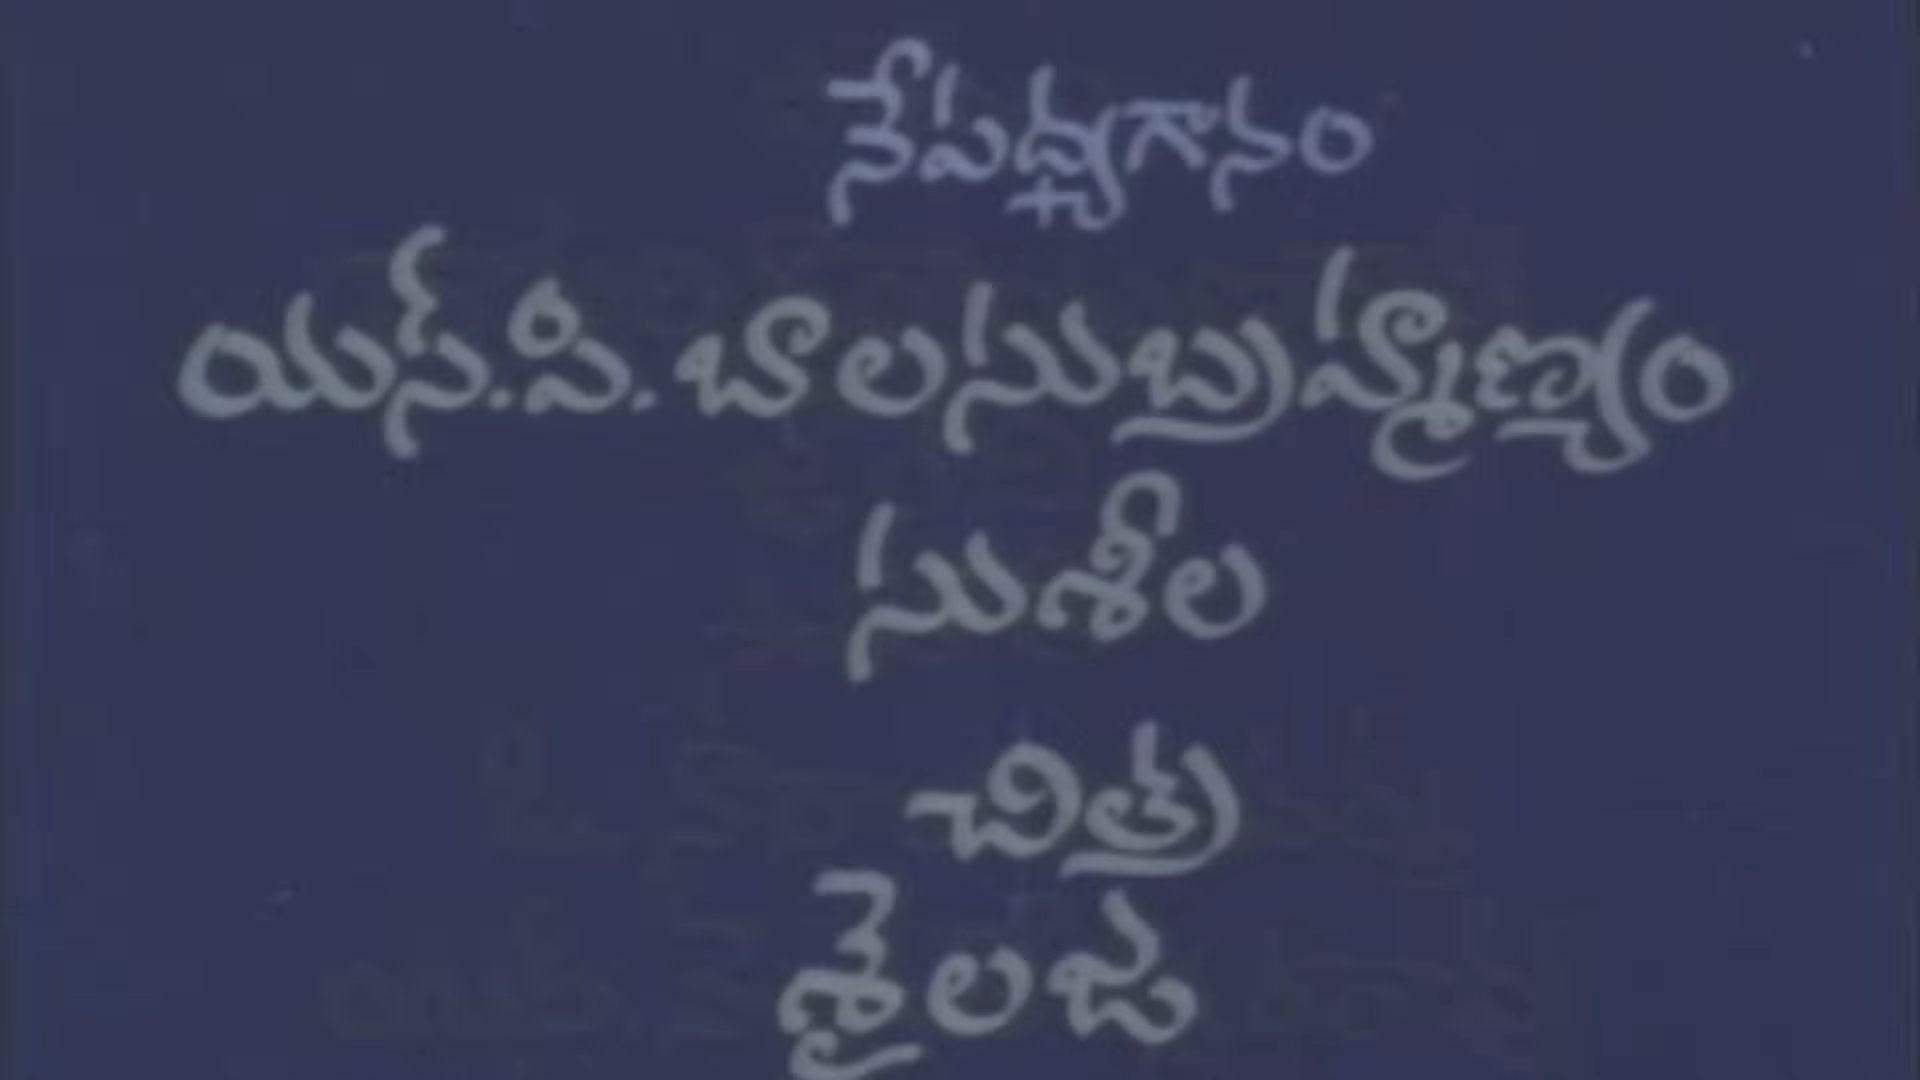 నేపథ్యగానం
యస్.పి.బాలసుబ్రహ్మణ్యం
సుశీల
చిత్ర
శైలజ